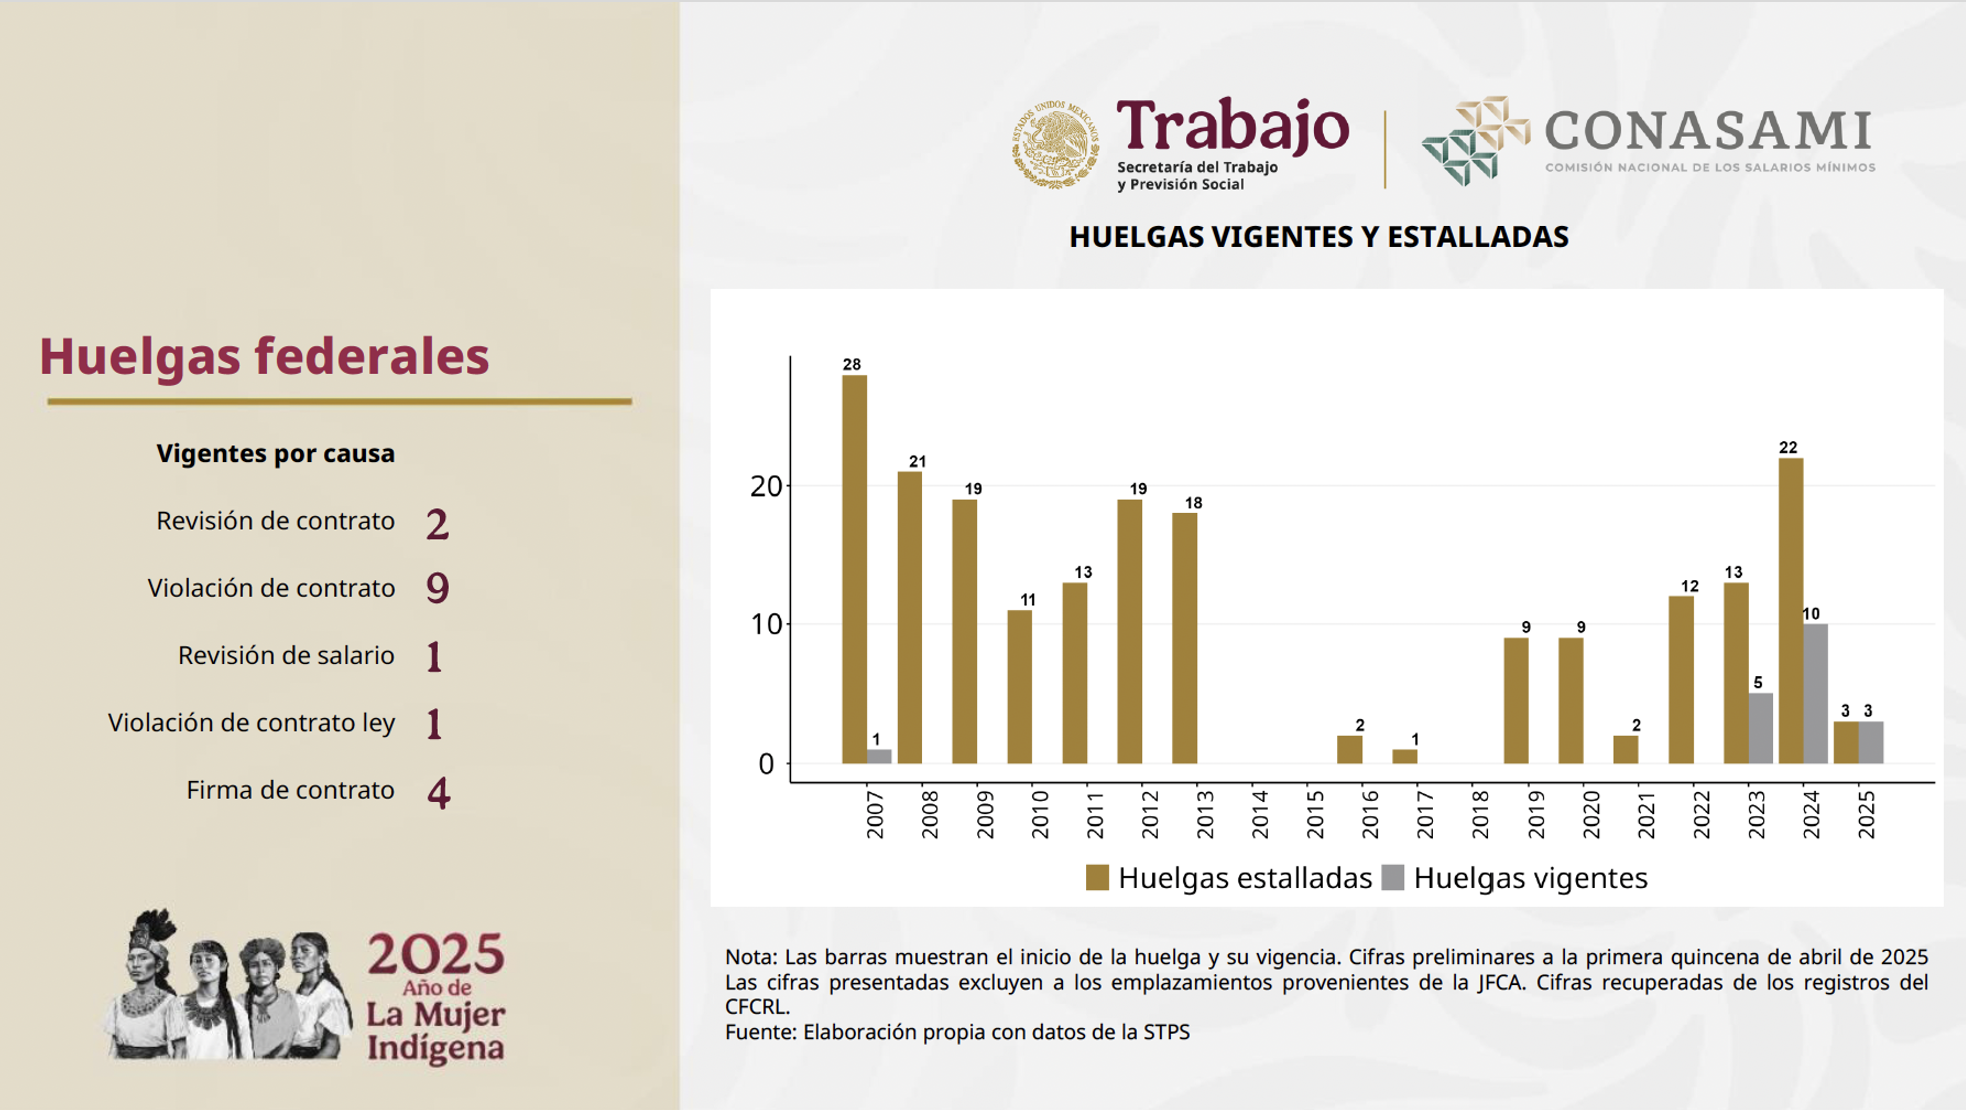 Huelgas federales
Vigentes por causa
Revisión de contrato 2
Violación de contrato 9
Revisión de salario 1
Violación de contrato ley 1
Firma de contrato 4
2025
Año de
La Mujer
Indígena
ESTADOS UNIDOS MEXICANOS
Trabajo
Secretaría del Trabajo
y Previsión Social
CONASAMI
COMISIÓN NACIONAL DE LOS SALARIOS MÍNIMOS
HUELGAS VIGENTES Y ESTALLADAS
20
10
0
28
1
21
19
11
13
19
18
2
1
9
9
2
12
13
5
22
10
3
3
2007
2008
2009
2010
2011
2012
2013
2014
2015
2016
2017
2018
2019
2020
2021
2022
2023
2024
2025
Huelgas estalladas
Huelgas vigentes
Nota: Las barras muestran el inicio de la huelga y su vigencia. Cifras preliminares a la primera quincena de abril de 2025
Las cifras presentadas excluyen a los emplazamientos provenientes de la JFCA. Cifras recuperadas de los registros del
CFCRL.
Fuente: Elaboración propia con datos de la STPS